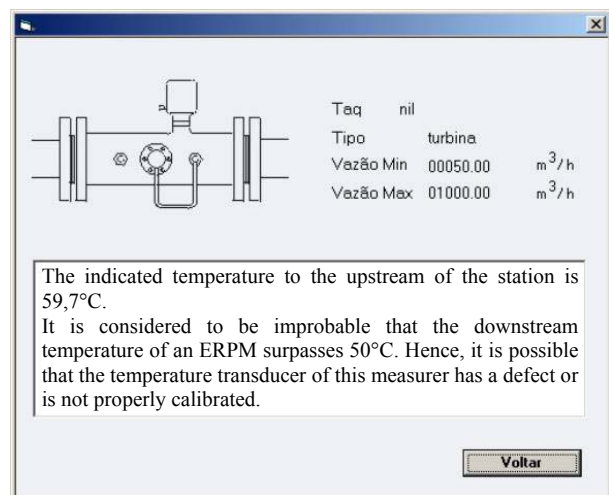 Taq nil
Tipo turbina
Vazão Min 00050.00 m³/h
Vazão Max 01000.00 m³/h
The indicated temperature to the upstream of the station is
59,7°C.
It is considered to be improbable that the downstream
temperature of an ERPM surpasses 50°C. Hence, it is possible
that the temperature transducer of this measurer has a defect or
is not properly calibrated.
Voltar